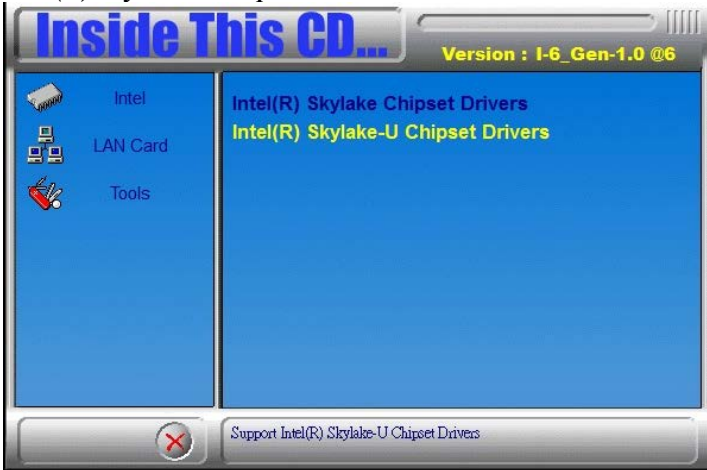 Inside This CD...
Version : I-6_Gen-1.0 @6
Intel
LAN Card
Tools
Intel(R) Skylake Chipset Drivers
Intel(R) Skylake-U Chipset Drivers
Support Intel(R) Skylake-U Chipset Drivers